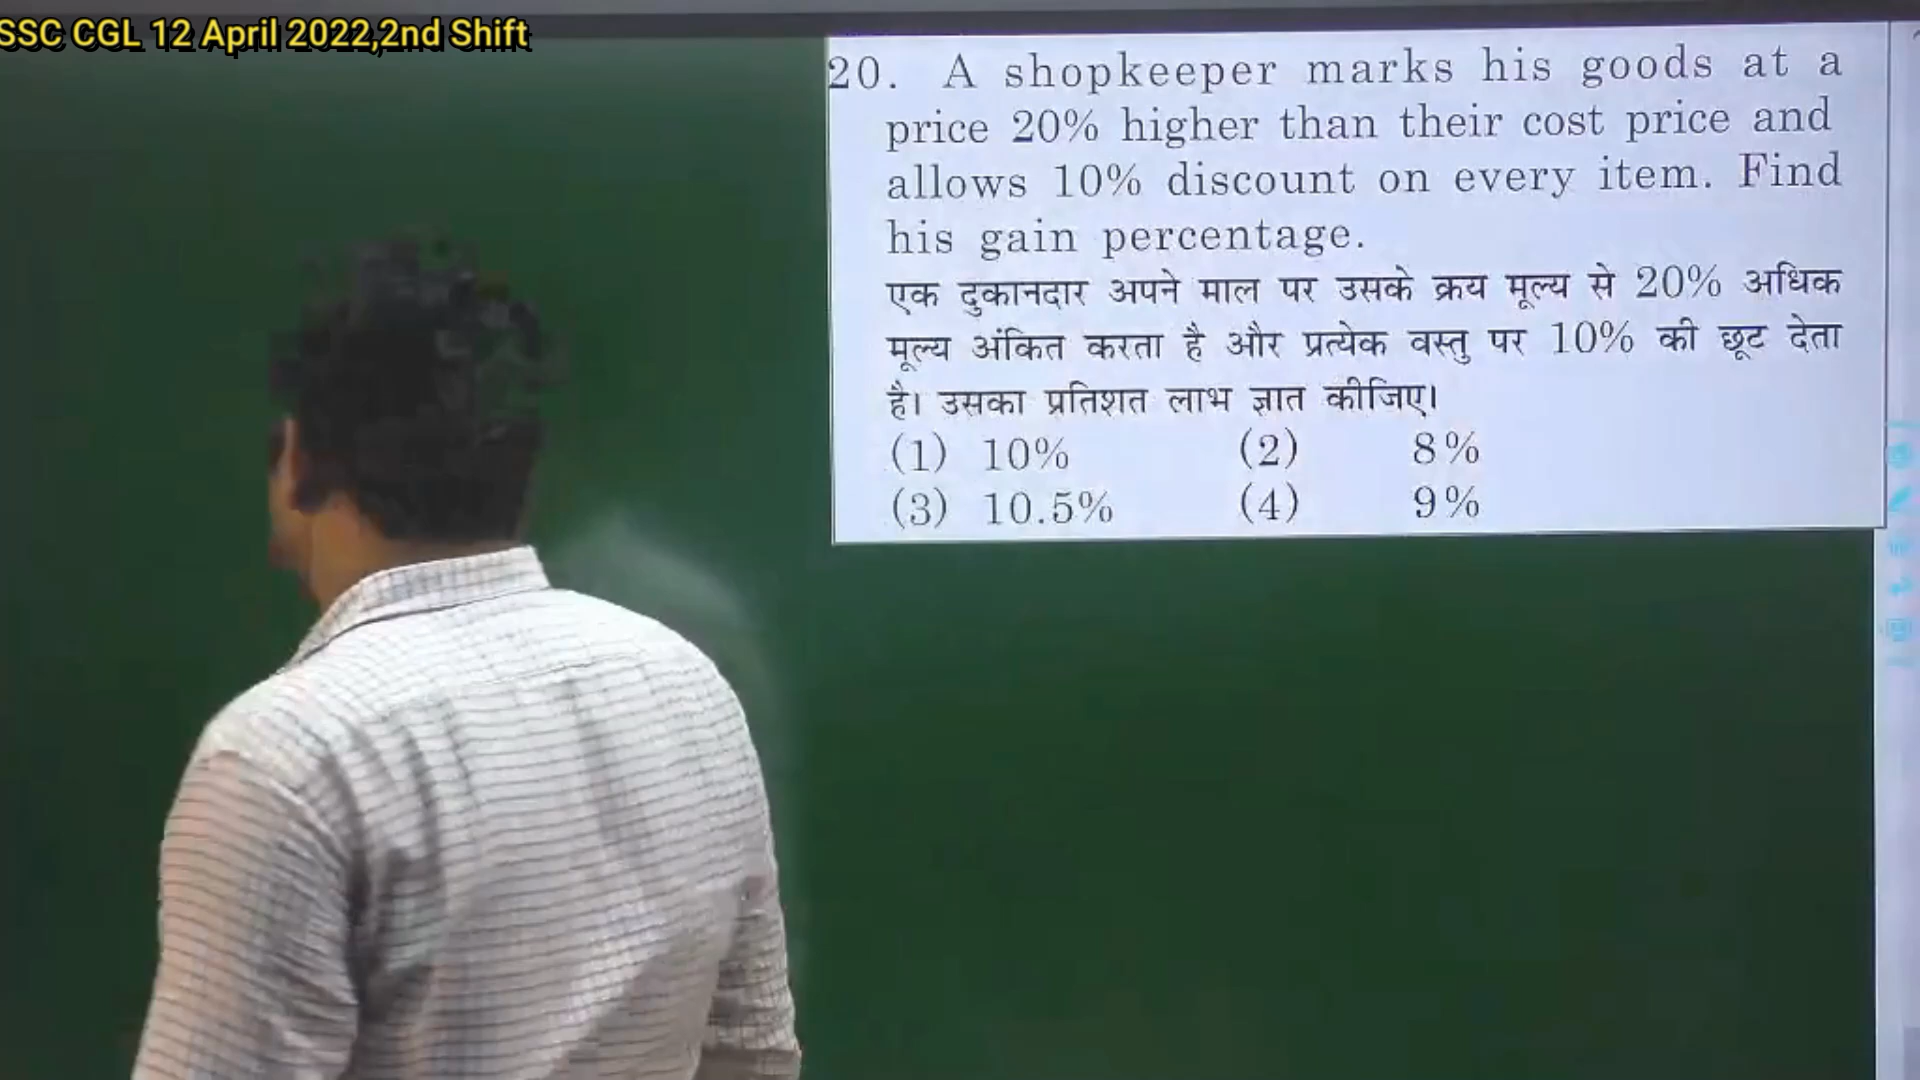 SSC CGL 12 April 2022,2nd Shift
20. A shopkeeper marks his goods at a
price 20% higher than their cost price and
allows 10% discount on every item. Find
his gain percentage.
एक दुकानदार अपने माल पर उसके क्रय मूल्य से 20% अधिक
मूल्य अंकित करता है और प्रत्येक वस्तु पर 10% की छूट देता
है। उसका प्रतिशत लाभ ज्ञात कीजिए।
(1) 10% (2) 8%
(3) 10.5% (4) 9%